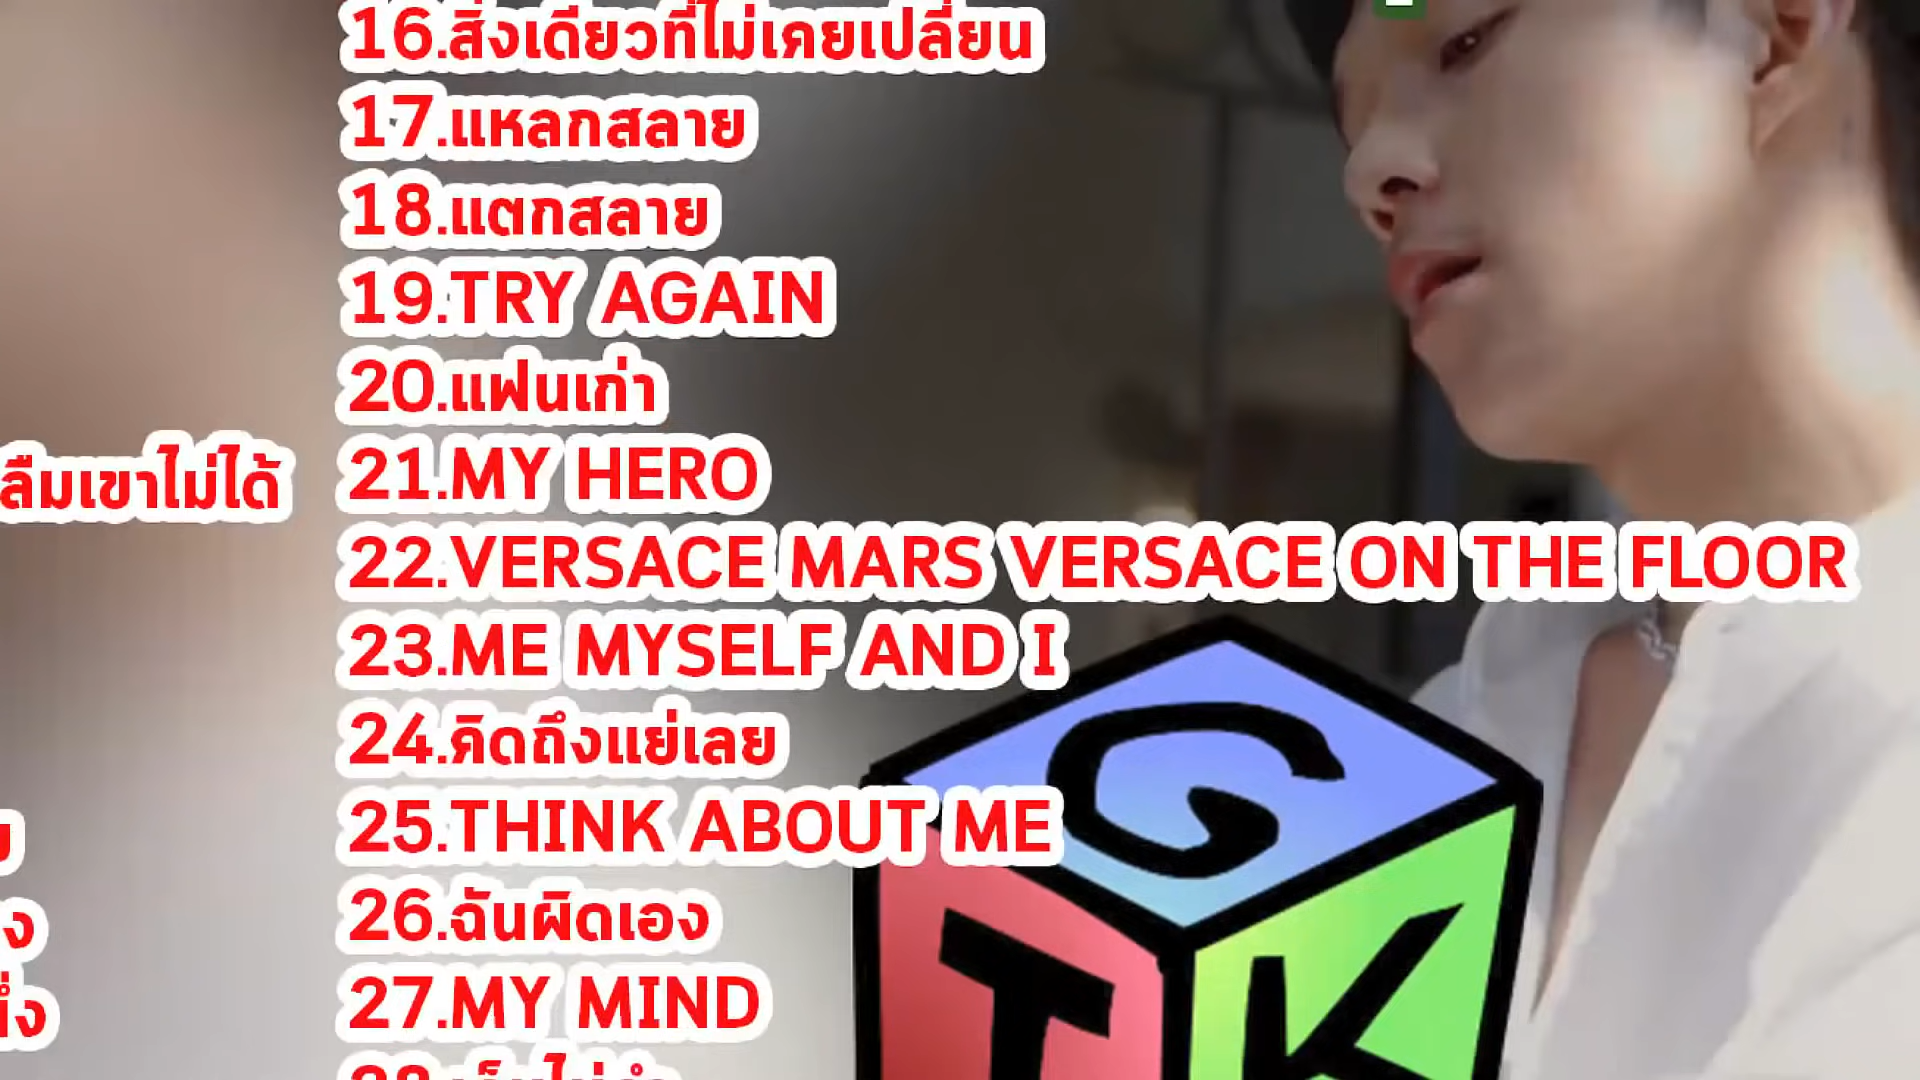 16.สิ่งเดียวที่ไม่เคยเปลี่ยน
17.แหลกสลาย
18.แตกสลาย
19.TRY AGAIN
20.แฟนเก่า
ลืมเขาไม่ได้
21.MY HERO
22.VERSACE MARS VERSACE ON THE FLOOR
23.ME MYSELF AND I
24.คิดถึงแย่เลย
25.THINK ABOUT ME
26.ฉันผิดเอง
27.MY MIND
G
T
K